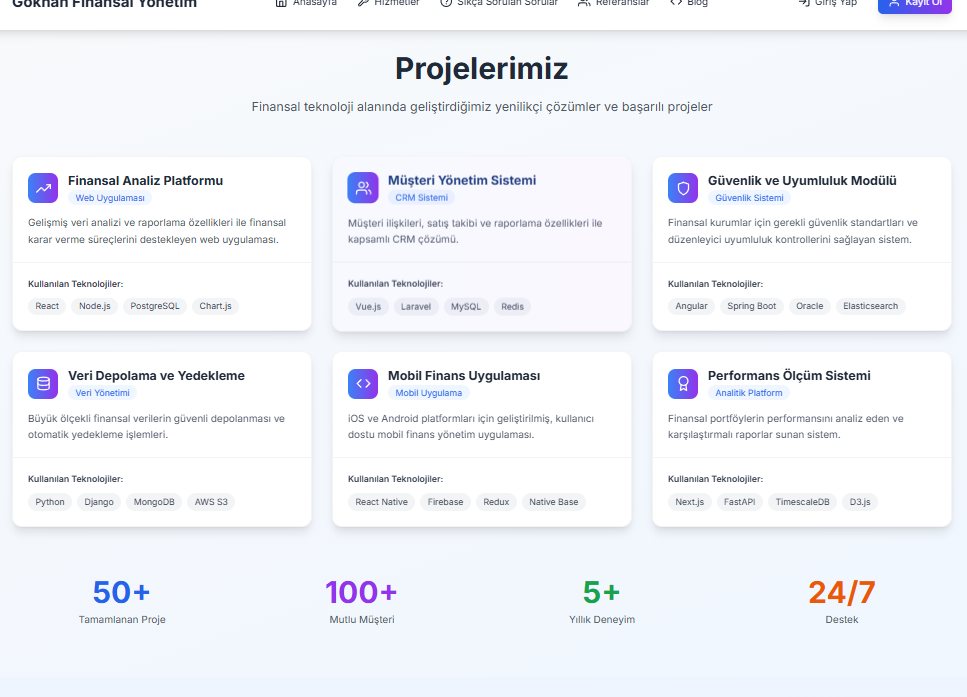 Gökhan Finansal Yönetim
Anasayfa Hizmetler Sıkça Sorulan Sorular Referanslar Blog Giriş Yap Kayıt Ol
Projelerimiz
Finansal teknoloji alanında geliştirdiğimiz yenilikçi çözümler ve başarılı projeler
Finansal Analiz Platformu
Web Uygulaması
Gelişmiş veri analizi ve raporlama özellikleri ile finansal
karar verme süreçlerini destekleyen web uygulaması.
Kullanılan Teknolojiler:
React Node.js PostgreSQL Chart.js
Müşteri Yönetim Sistemi
CRM Sistemi
Müşteri ilişkileri, satış takibi ve raporlama özellikleri ile
kapsamlı CRM çözümü.
Kullanılan Teknolojiler:
Vue.js Laravel MySQL Redis
Güvenlik ve Uyumluluk Modülü
Güvenlik Sistemi
Finansal kurumlar için gerekli güvenlik standartları ve
düzenleyici uyumluluk kontrollerini sağlayan sistem.
Kullanılan Teknolojiler:
Angular Spring Boot Oracle Elasticsearch
Veri Depolama ve Yedekleme
Veri Yönetimi
Büyük ölçekli finansal verilerin güvenli depolanması ve
otomatik yedekleme işlemleri.
Kullanılan Teknolojiler:
Python Django MongoDB AWS S3
Mobil Finans Uygulaması
Mobil Uygulama
iOS ve Android platformları için geliştirilmiş, kullanıcı
dostu mobil finans yönetim uygulaması.
Kullanılan Teknolojiler:
React Native Firebase Redux Native Base
Performans Ölçüm Sistemi
Analitik Platform
Finansal portföylerin performansını analiz eden ve
karşılaştırmalı raporlar sunan sistem.
Kullanılan Teknolojiler:
Next.js FastAPI TimescaleDB D3.js
50+ 100+ 5+ 24/7
Tamamlanan Proje Mutlu Müşteri Yıllık Deneyim Destek